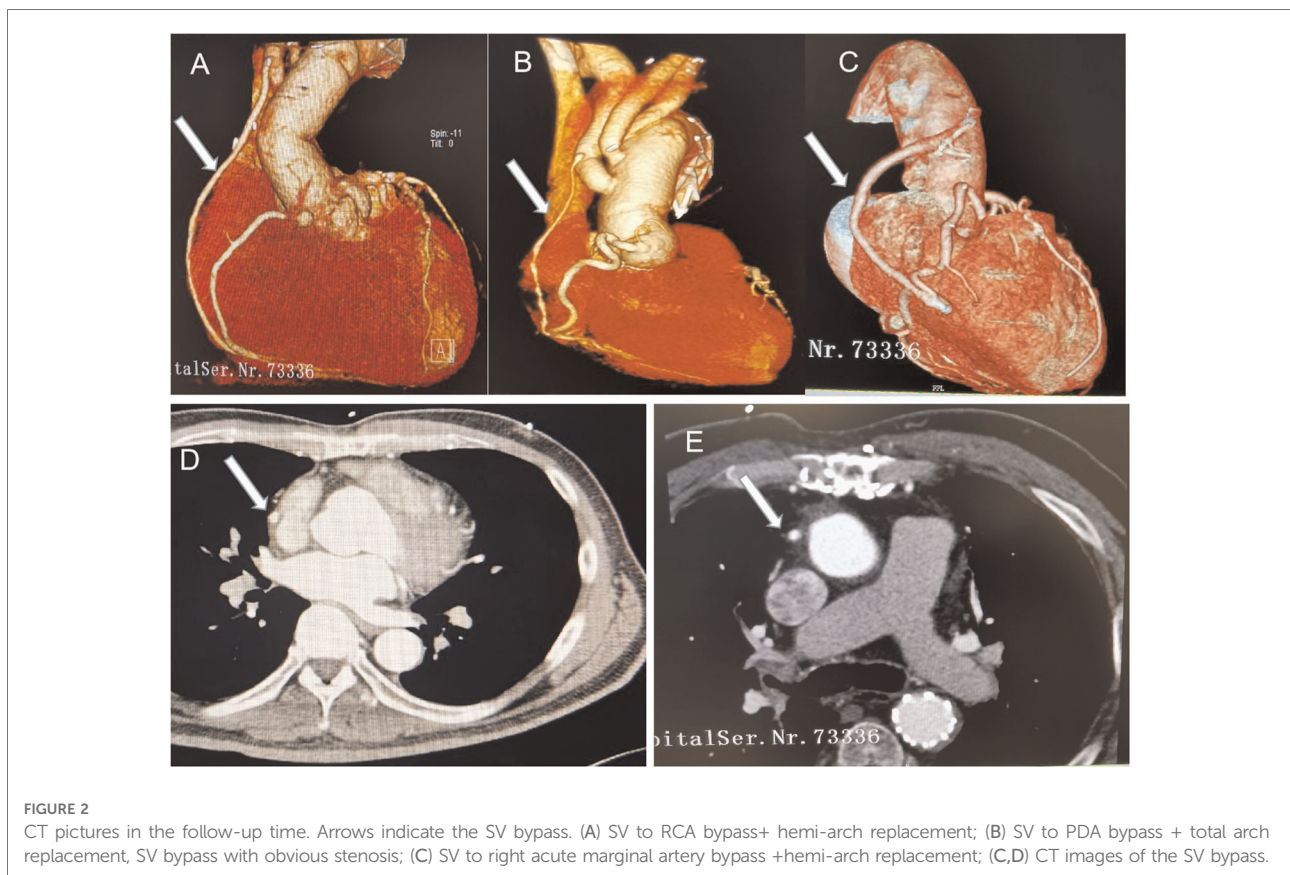 A
B
C
Spin: -11
Tilt: 0
A
italSer.Nr.73336
Nr. 73336
PPL
D
E
pitalSer.Nr.73336
FIGURE 2
CT pictures in the follow-up time. Arrows indicate the SV bypass. (A) SV to RCA bypass+ hemi-arch replacement; (B) SV to PDA bypass + total arch
replacement, SV bypass with obvious stenosis; (C) SV to right acute marginal artery bypass +hemi-arch replacement; (C,D) CT images of the SV bypass.